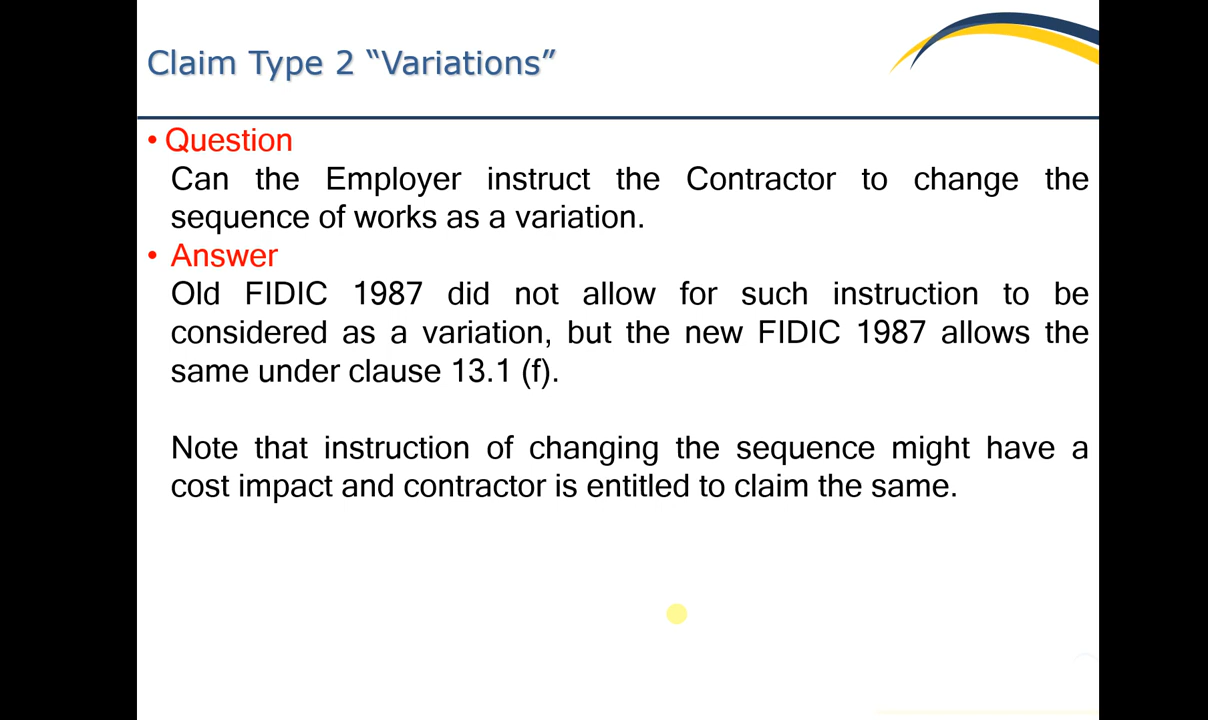 Claim Type 2 “Variations”
• Question
Can the Employer instruct the Contractor to change the
sequence of works as a variation.
• Answer
Old FIDIC 1987 did not allow for such instruction to be
considered as a variation, but the new FIDIC 1987 allows the
same under clause 13.1 (f).
Note that instruction of changing the sequence might have a
cost impact and contractor is entitled to claim the same.